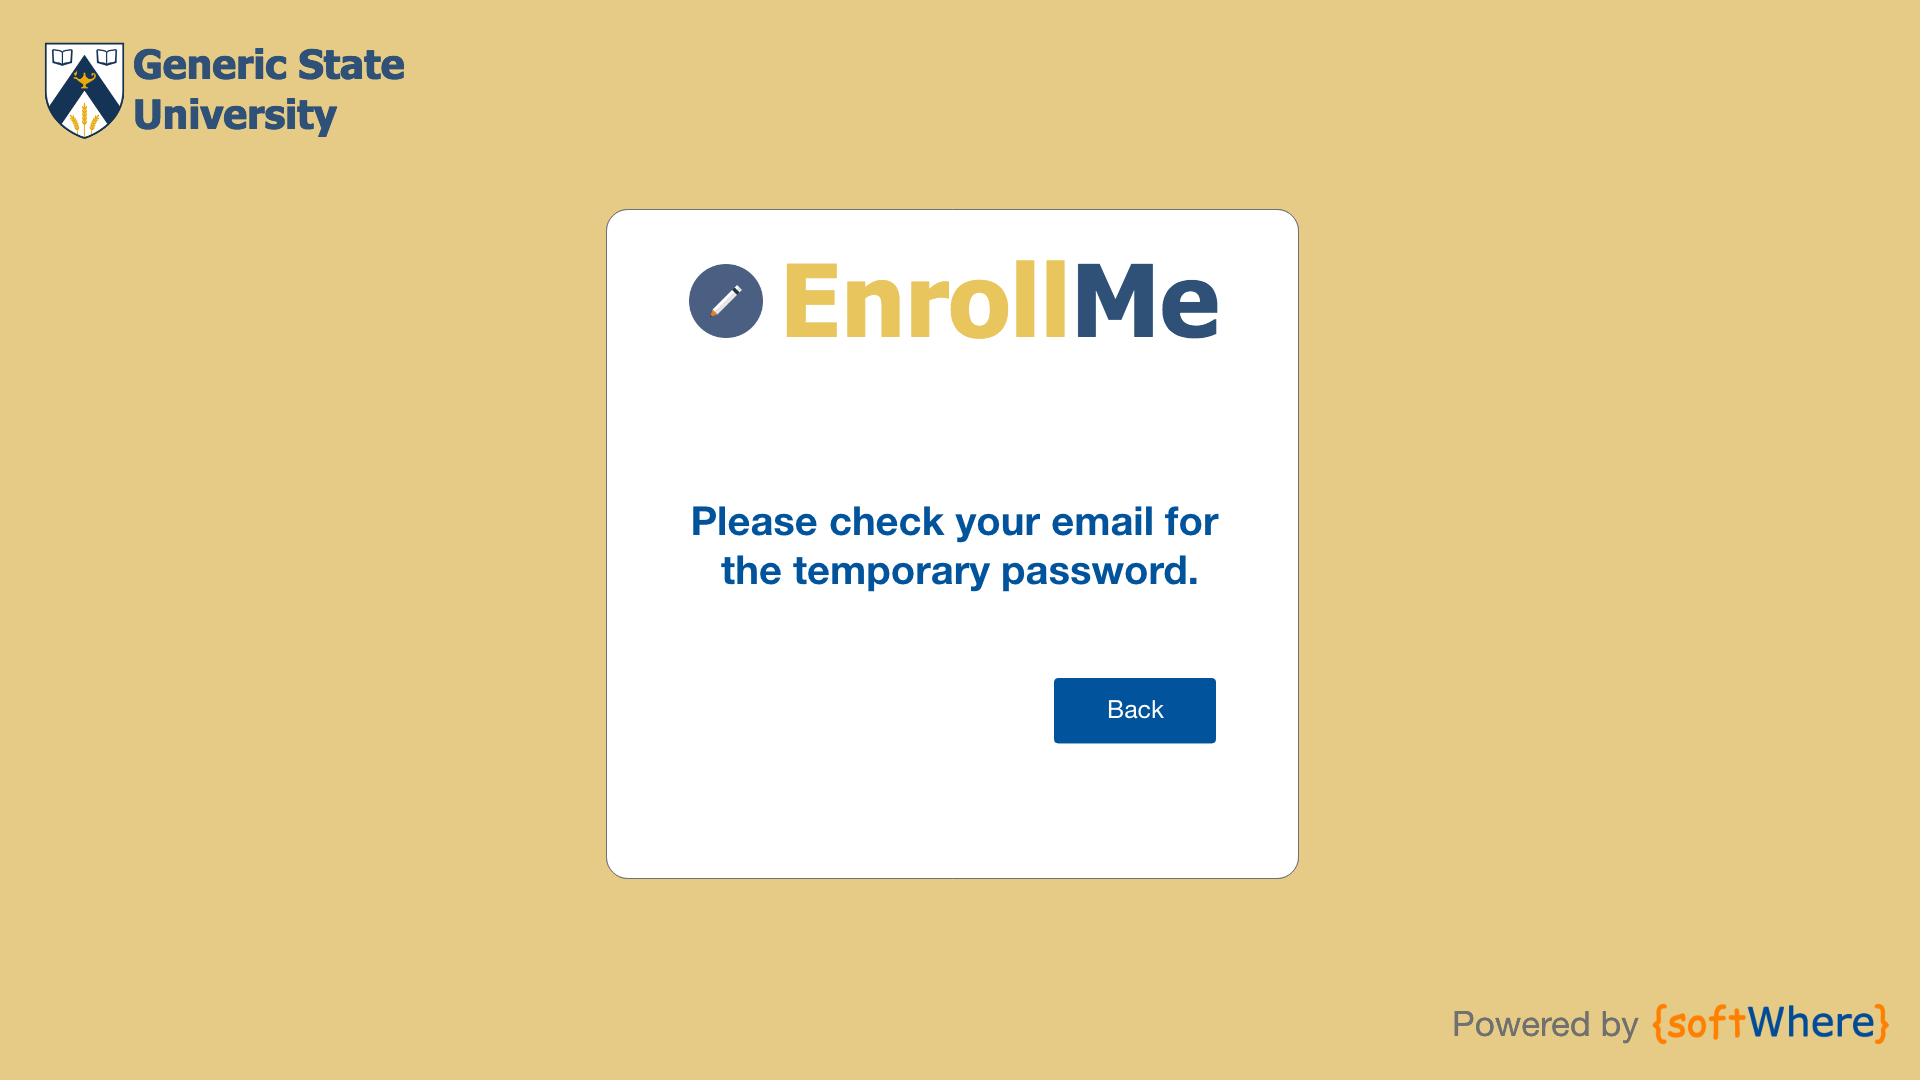 Generic State
University
EnrollMe
Please check your email for
the temporary password.
Back
Powered by {softWhere}